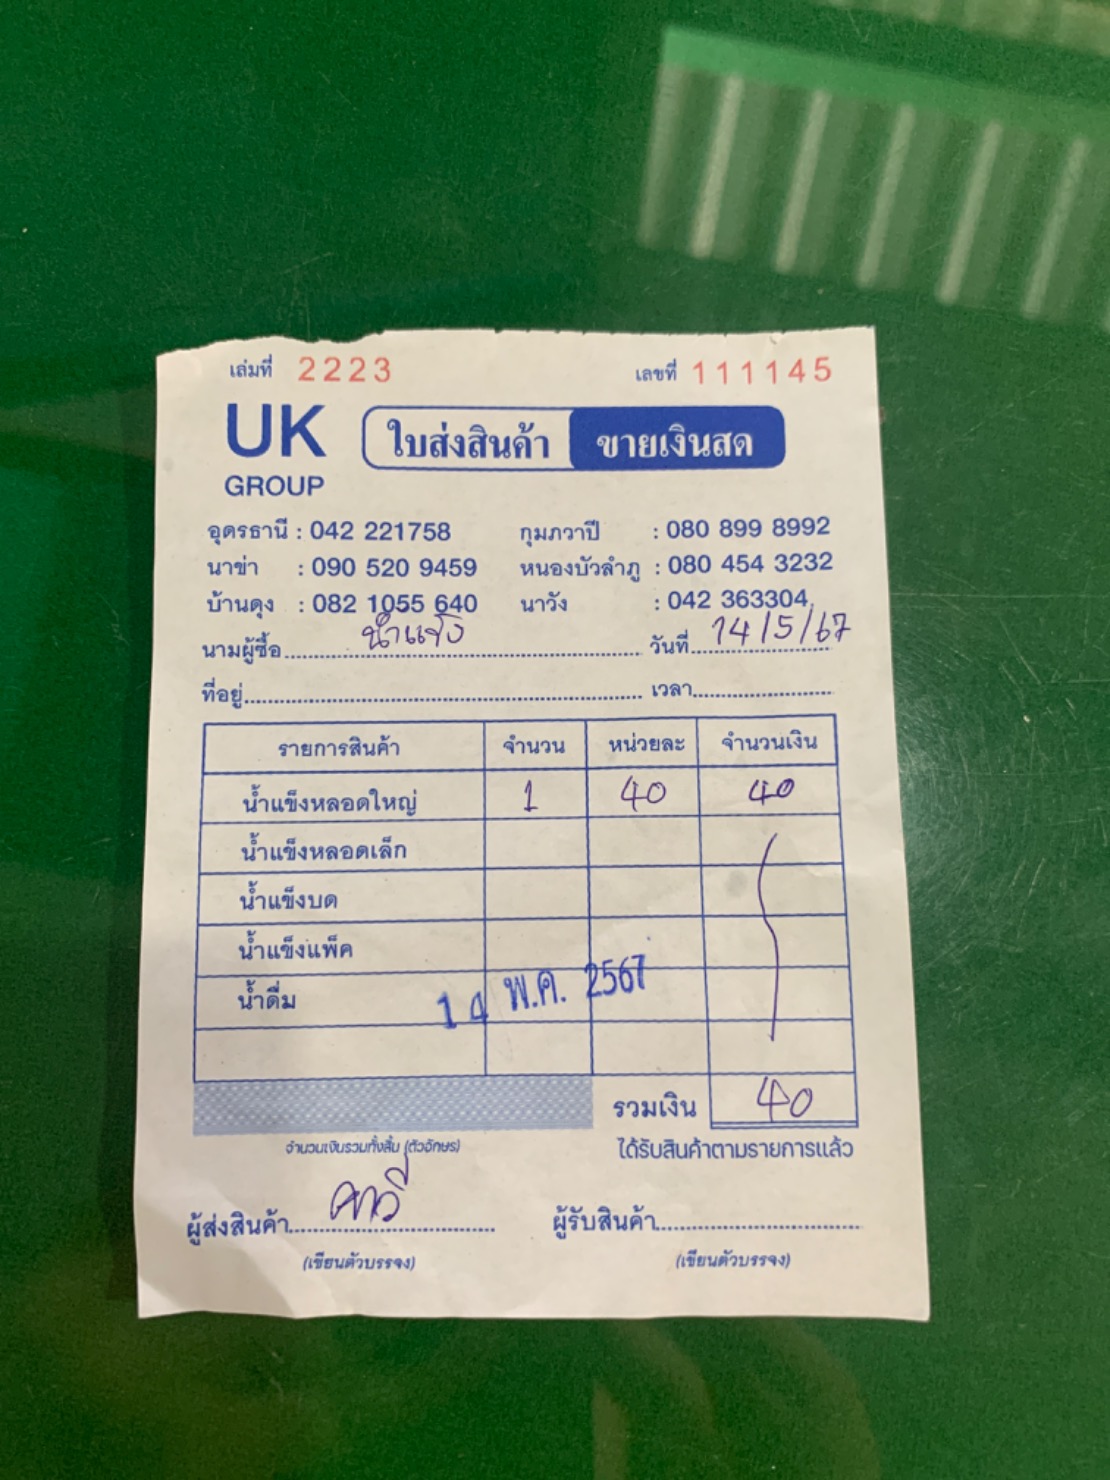 เล่มที่ 2223 เลขที่ 111145
UK GROUP
ใบส่งสินค้า ขายเงินสด
อุดรธานี : 042 221758 กุมภวาปี : 080 899 8992
นาข่า : 090 520 9459 หนองบัวลำภู : 080 454 3232
บ้านดุง : 082 1055 640 นาวัง : 042 363304
นามผู้ซื้อ วันที่ 14/5/67
ที่อยู่ เวลา
รายการสินค้า จำนวน หน่วยละ จำนวนเงิน
น้ำแข็งหลอดใหญ่ 1 40 40
น้ำแข็งหลอดเล็ก
น้ำแข็งบด
น้ำแข็งแพ็ค
น้ำดื่ม
14 พ.ค. 2567
รวมเงิน 40
จำนวนเงินรวมทั้งสิ้น (ตัวอักษร) ได้รับสินค้าตามรายการแล้ว
ผู้ส่งสินค้า ผู้รับสินค้า
(เขียนตัวบรรจง) (เขียนตัวบรรจง)